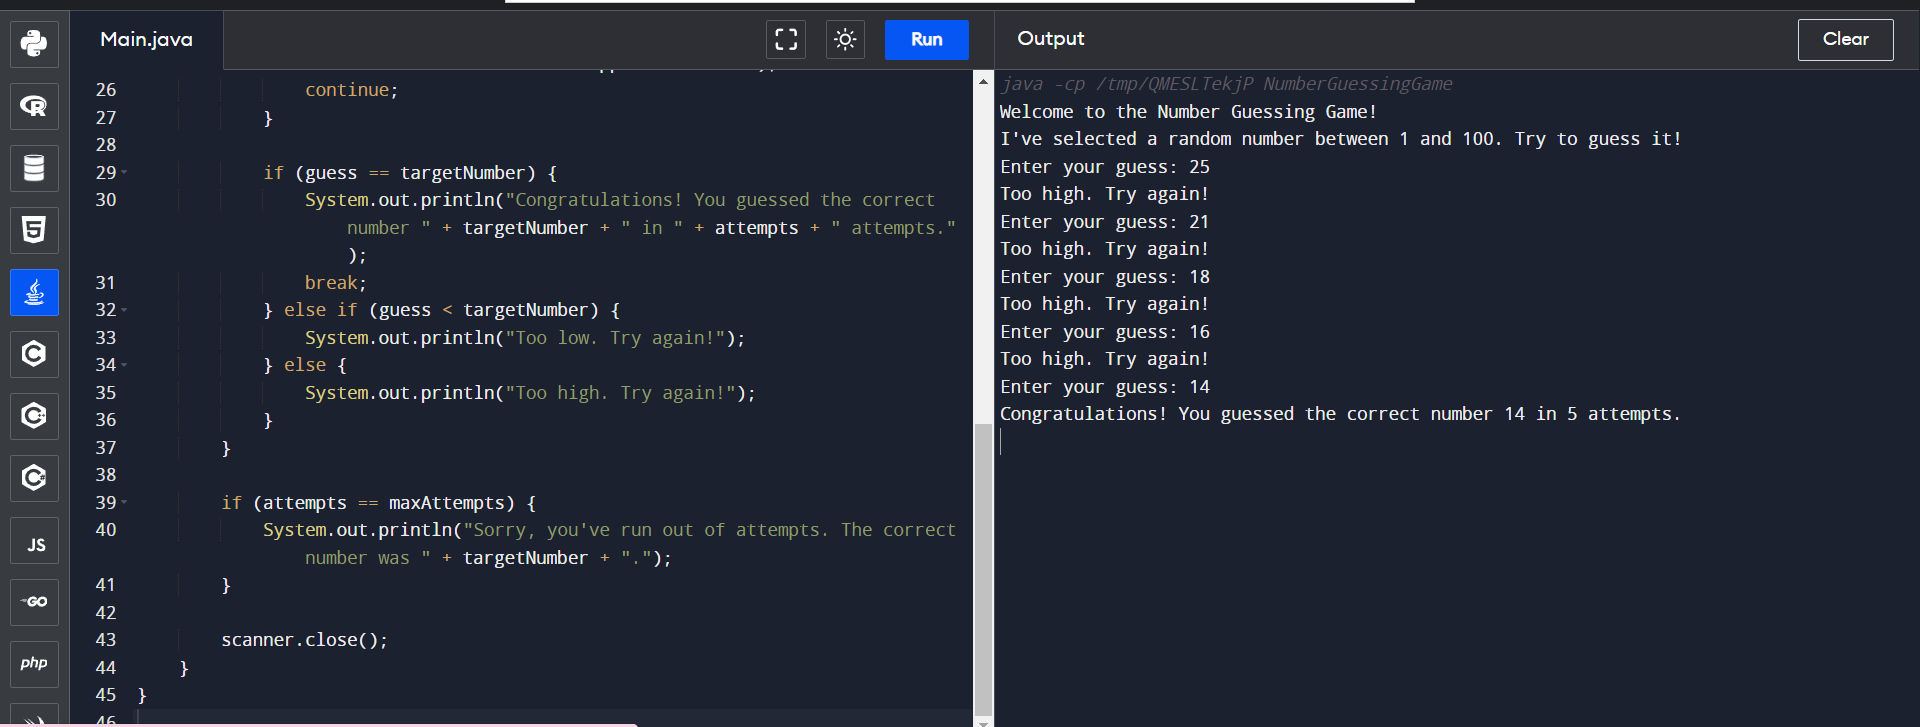 Main.java
Run
Output
Clear
26 continue;
27 }
28
29 if (guess == targetNumber) {
30 System.out.println("Congratulations! You guessed the correct
number " + targetNumber + " in " + attempts + " attempts."
);
31 break;
32 } else if (guess < targetNumber) {
33 System.out.println("Too low. Try again!");
34 } else {
35 System.out.println("Too high. Try again!");
36 }
37 }
38
39 if (attempts == maxAttempts) {
40 System.out.println("Sorry, you've run out of attempts. The correct
number was " + targetNumber + ".");
41 }
42
43 scanner.close();
44 }
45 }
46
java -cp /tmp/QMESLTekjP NumberGuessingGame
Welcome to the Number Guessing Game!
I've selected a random number between 1 and 100. Try to guess it!
Enter your guess: 25
Too high. Try again!
Enter your guess: 21
Too high. Try again!
Enter your guess: 18
Too high. Try again!
Enter your guess: 16
Too high. Try again!
Enter your guess: 14
Congratulations! You guessed the correct number 14 in 5 attempts.
R
5
C
C
C
JS
GO
php